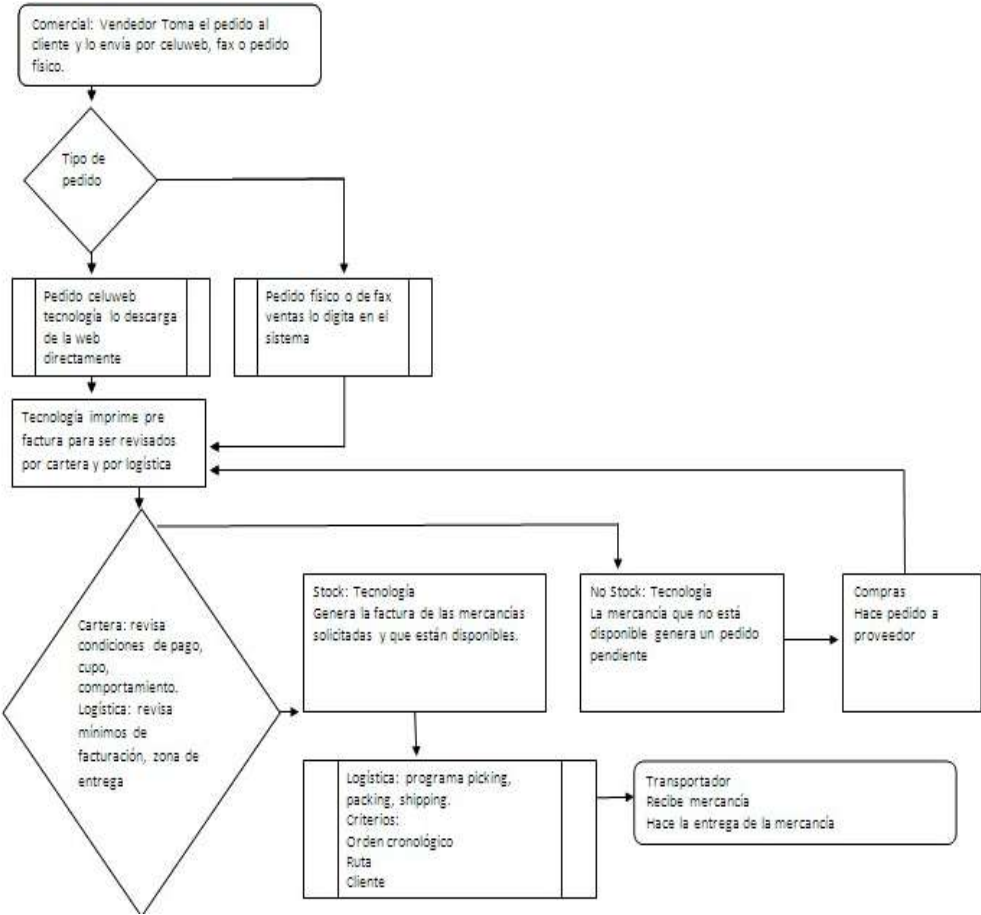 Comercial: Vendedor Toma el pedido al
cliente y lo envía por celuweb, fax o pedido
físico.
Tipo de
pedido
Pedido celuweb
tecnología lo descarga
de la web
directamente
Pedido físico o de fax
ventas lo digita en el
sistema
Tecnología imprime pre
factura para ser revisados
por cartera y por logística
Cartera: revisa
condiciones de pago,
cupo,
comportamiento.
Logística: revisa
mínimos de
facturación, zona de
entrega
Stock: Tecnología
Genera la factura de las mercancías
solicitadas y que están disponibles.
No Stock: Tecnología
La mercancía que no está
disponible genera un pedido
pendiente
Compras
Hace pedido a
proveedor
Logística: programa picking,
packing, shipping.
Criterios:
Orden cronológico
Ruta
Cliente
Transportador
Recibe mercancía
Hace la entrega de la mercancía